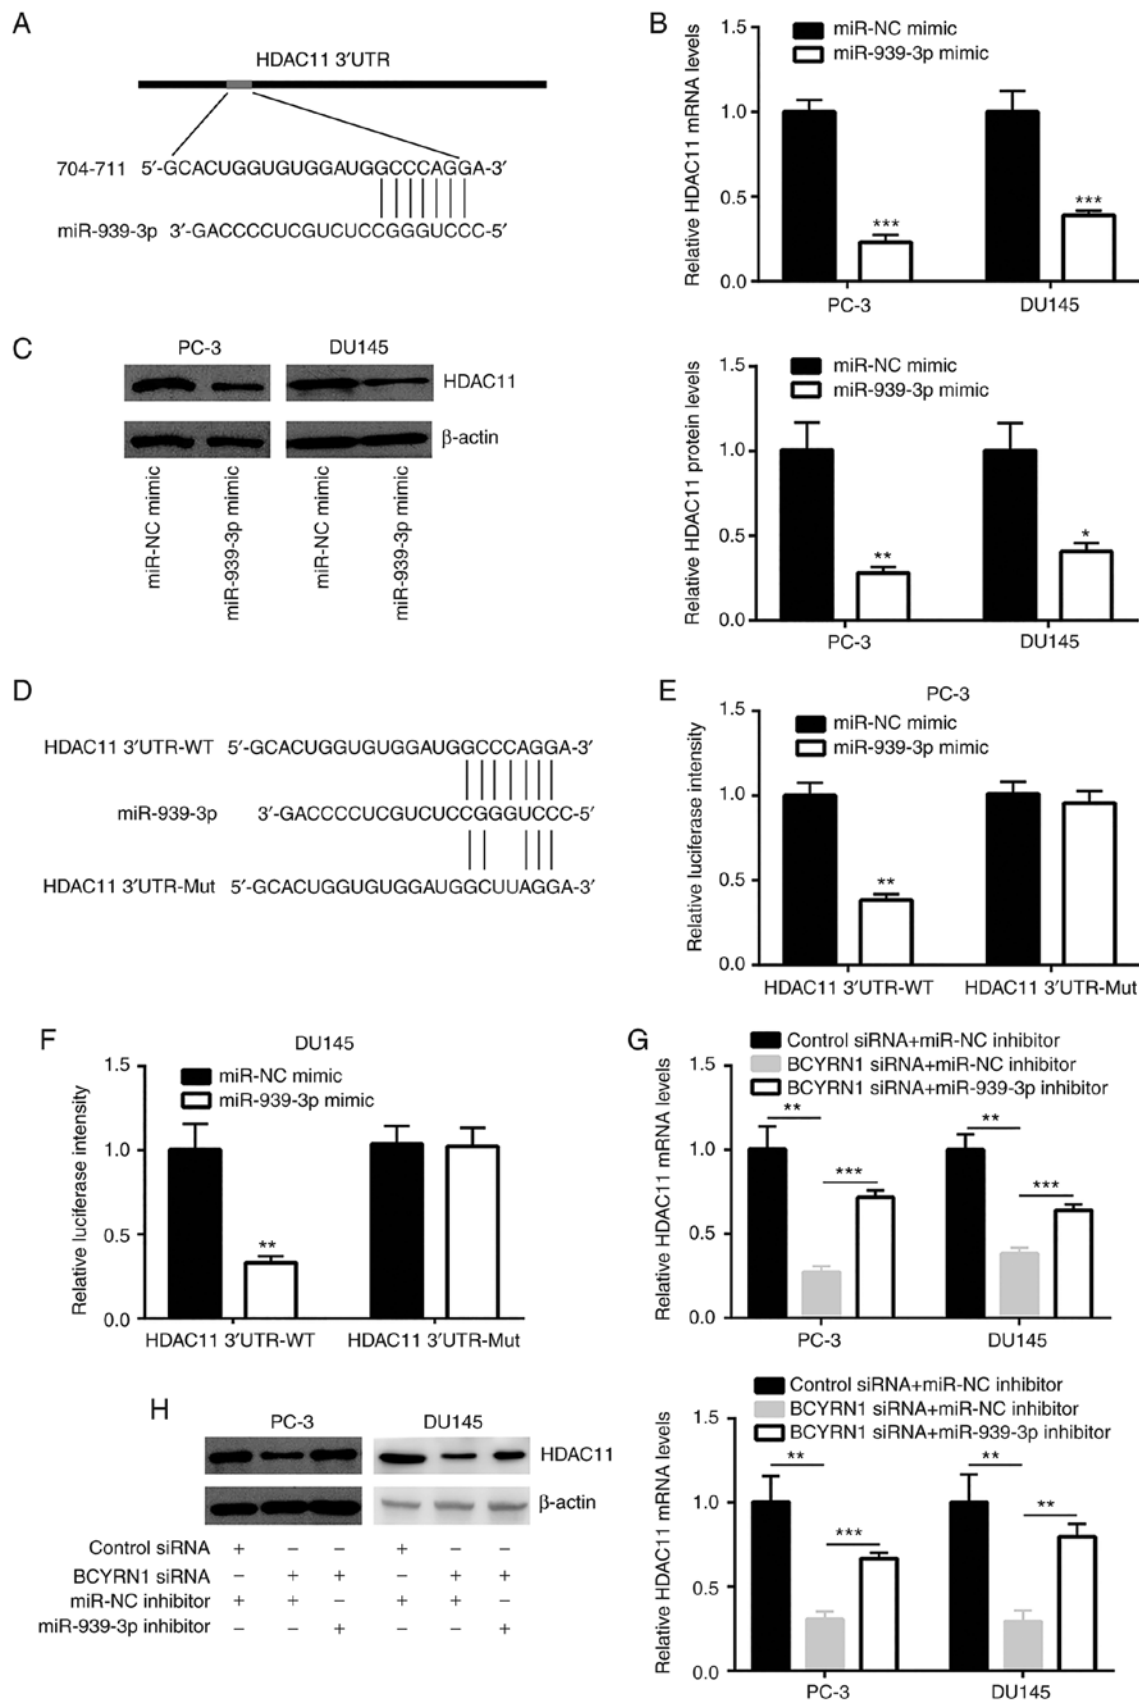 A
HDAC11 3′UTR
704-711 5′-GCACUGGUGUGGAUGGCCCAGGA-3′
miR-939-3p 3′-GACCCCUCGUCUCCGGGUCCC-5′
B
miR-NC mimic
miR-939-3p mimic
Relative HDAC11 mRNA levels
1.5
1.0
0.5
0.0
***
***
PC-3
DU145
C
PC-3
DU145
HDAC11
β-actin
miR-NC mimic
miR-939-3p mimic
miR-NC mimic
miR-939-3p mimic
miR-NC mimic
miR-939-3p mimic
Relative HDAC11 protein levels
1.5
1.0
0.5
0.0
**
*
PC-3
DU145
D
HDAC11 3′UTR-WT 5′-GCACUGGUGUGGAUGGCCCAGGA-3′
miR-939-3p 3′-GACCCCUCGUCUCCGGGUCCC-5′
HDAC11 3′UTR-Mut 5′-GCACUGGUGUGGAUGGCUUAGGA-3′
E
PC-3
miR-NC mimic
miR-939-3p mimic
Relative luciferase intensity
1.5
1.0
0.5
0.0
**
HDAC11 3′UTR-WT
HDAC11 3′UTR-Mut
F
DU145
miR-NC mimic
miR-939-3p mimic
Relative luciferase intensity
1.5
1.0
0.5
0.0
**
HDAC11 3′UTR-WT
HDAC11 3′UTR-Mut
G
Control siRNA+miR-NC inhibitor
BCYRN1 siRNA+miR-NC inhibitor
BCYRN1 siRNA+miR-939-3p inhibitor
Relative HDAC11 mRNA levels
1.5
1.0
0.5
0.0
**
***
**
***
PC-3
DU145
H
PC-3
DU145
HDAC11
β-actin
Control siRNA + − − + − −
BCYRN1 siRNA − + + − + +
miR-NC inhibitor + + − + + −
miR-939-3p inhibitor − − + − − +
Control siRNA+miR-NC inhibitor
BCYRN1 siRNA+miR-NC inhibitor
BCYRN1 siRNA+miR-939-3p inhibitor
Relative HDAC11 mRNA levels
1.5
1.0
0.5
0.0
**
***
**
**
PC-3
DU145